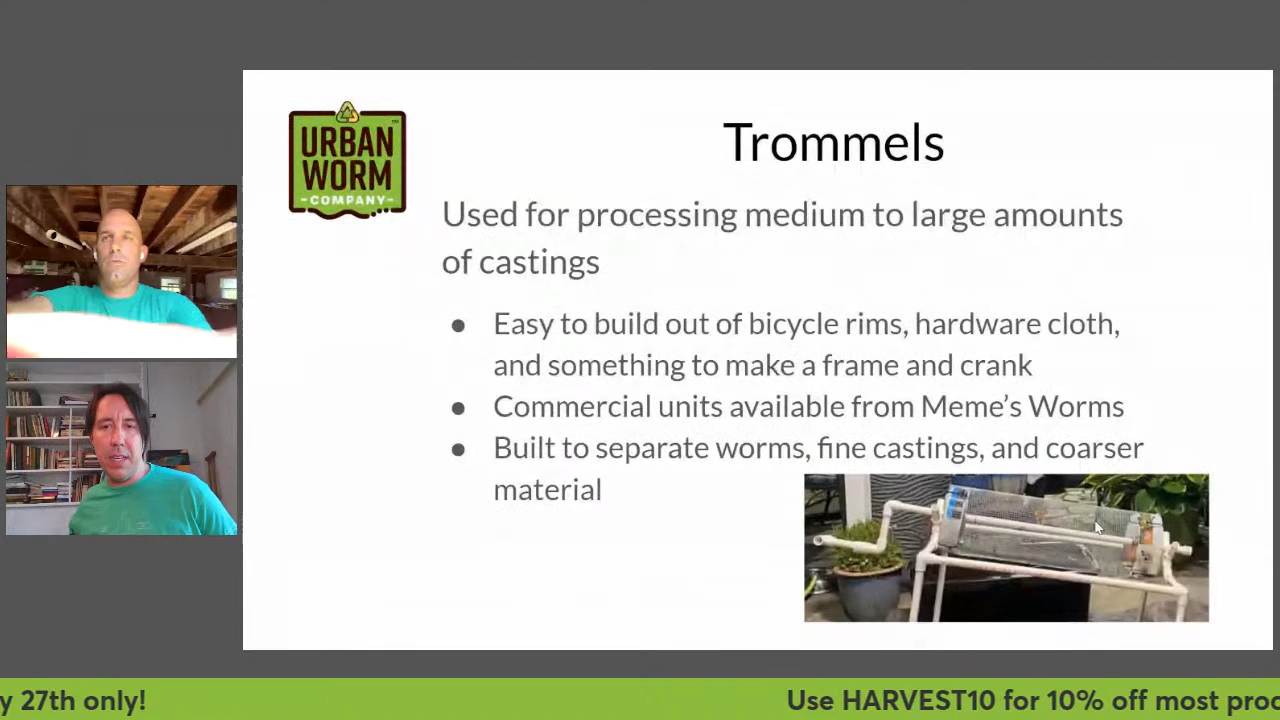 URBAN
WORM
-COMPANY-
TM
Trommels
Used for processing medium to large amounts
of castings
● Easy to build out of bicycle rims, hardware cloth,
and something to make a frame and crank
● Commercial units available from Meme's Worms
● Built to separate worms, fine castings, and coarser
material
y 27th only!
Use HARVEST10 for 10% off most proc